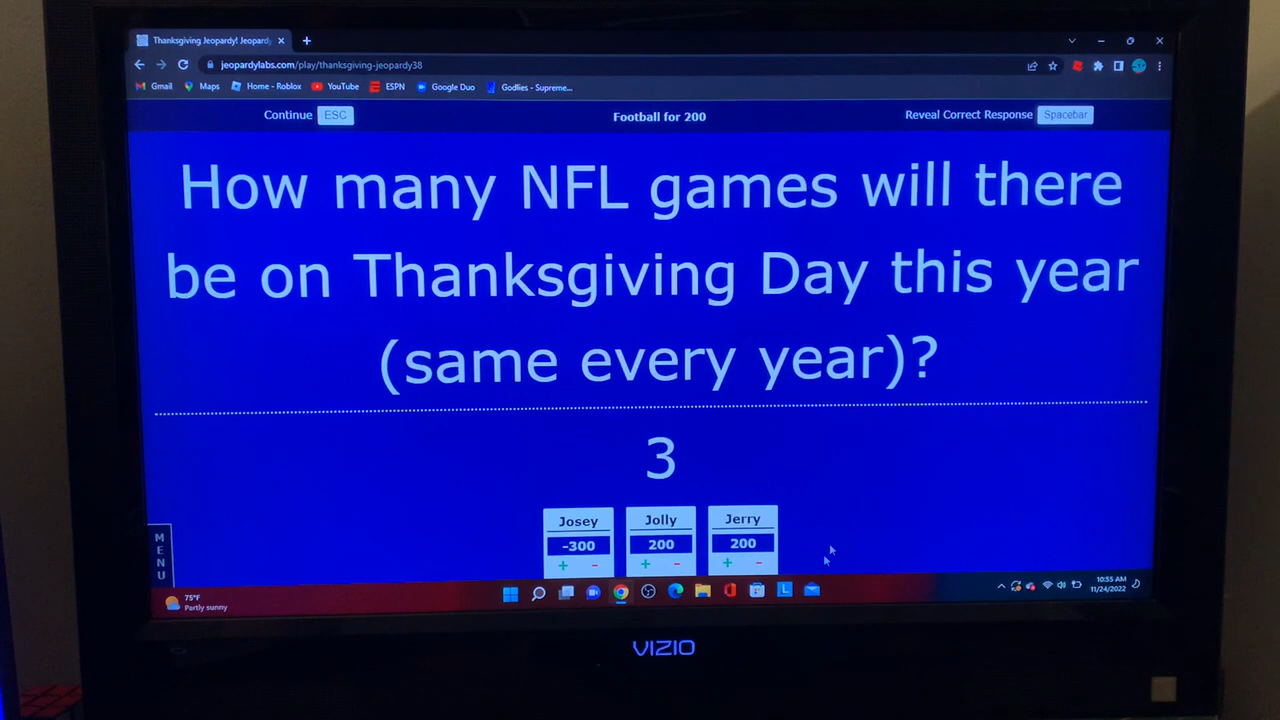 Thanksgiving Jeopardy! Jeopardy
jeopardylabs.com/play/thanksgiving-jeopardy38
Gmail Maps Home - Roblox YouTube ESPN Google Duo Godlies - Supreme...
Continue ESC Football for 200 Reveal Correct Response Spacebar
How many NFL games will there
be on Thanksgiving Day this year
(same every year)?
3
MENU
Josey Jolly Jerry
-300 200 200
+ - + - + -
75°F
Partly sunny
10:55 AM
11/24/2022
VIZIO